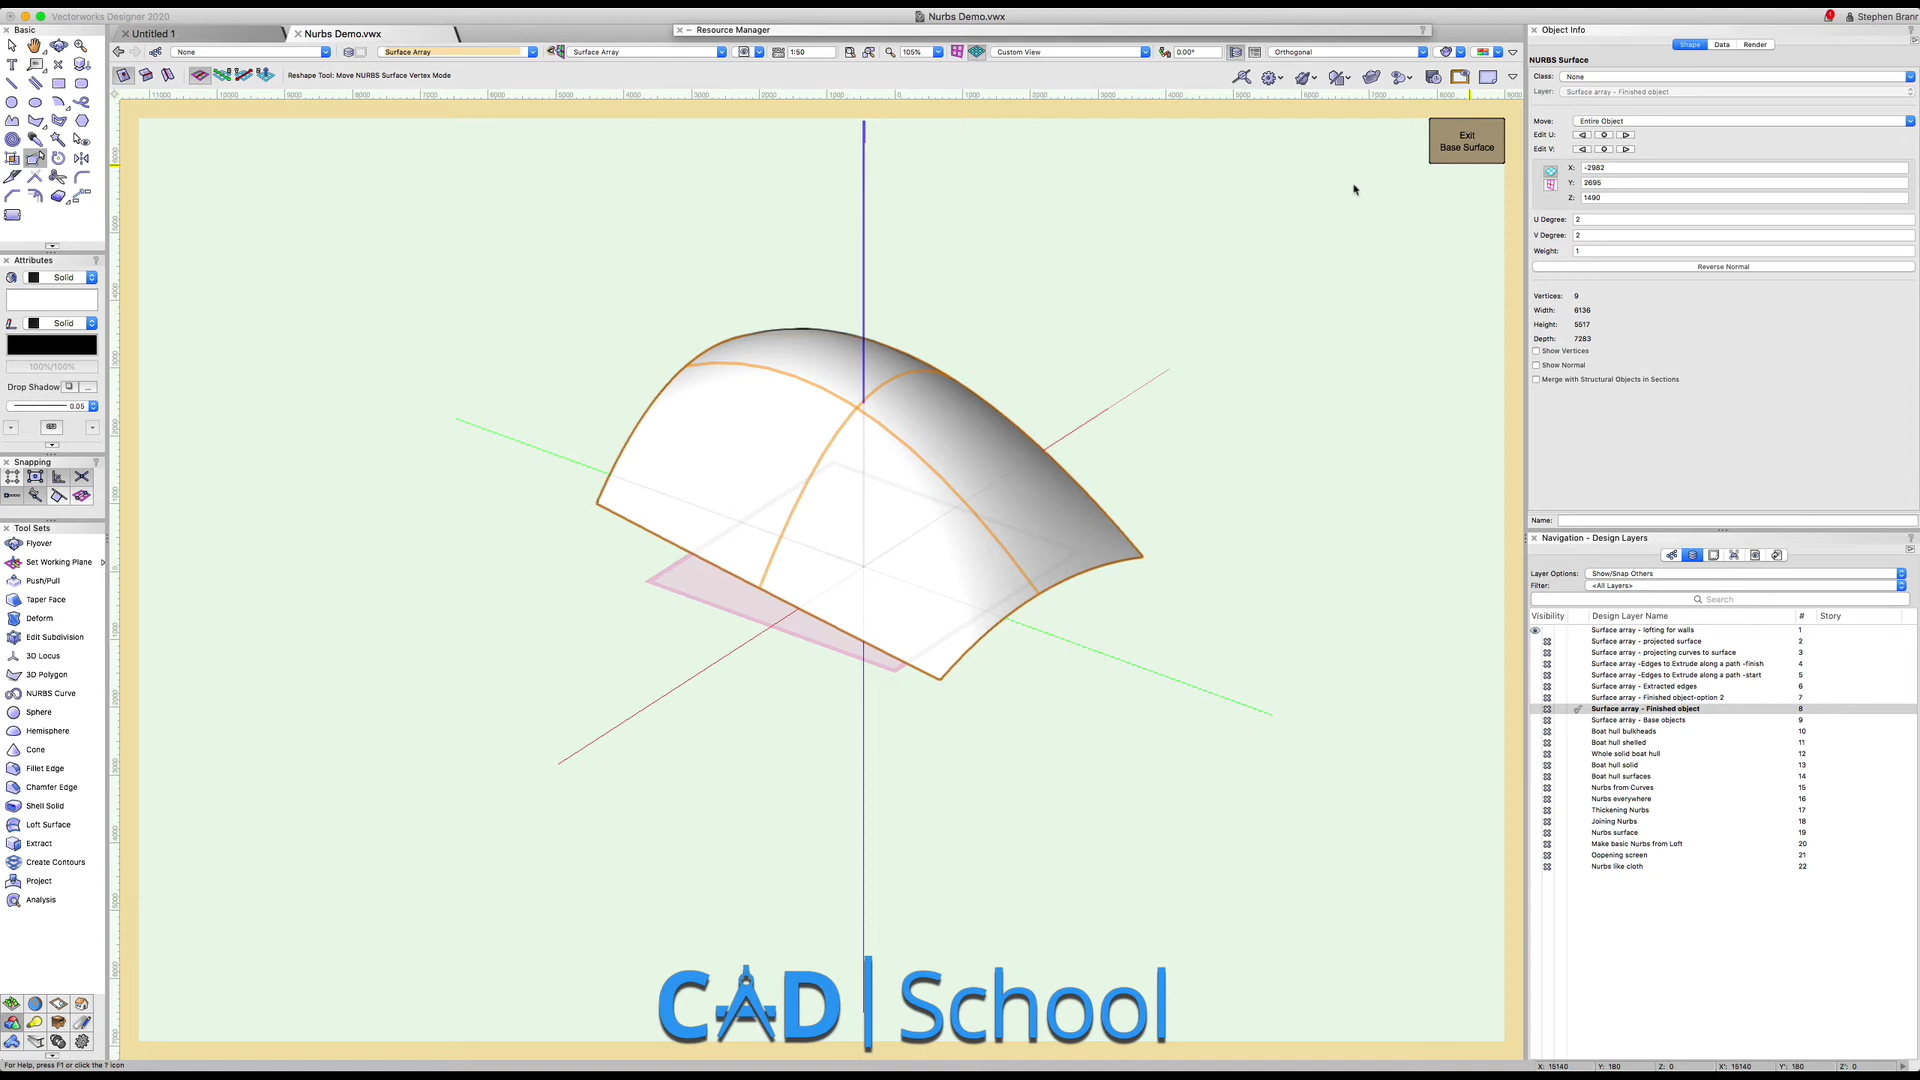 Vectorworks Designer 2020
Nurbs Demo.vwx
Stephen Branr
Basic
Untitled 1
Nurbs Demo.vwx
Resource Manager
None
Surface Array
Surface Array
1:50
105%
Custom View
0.00°
Orthogonal
Reshape Tool: Move NURBS Surface Vertex Mode
Exit
Base Surface
Attributes
Solid
Solid
100%/100%
Drop Shadow
...
0.05
Snapping
Tool Sets
Flyover
Set Working Plane
Push/Pull
Taper Face
Deform
Edit Subdivision
3D Locus
3D Polygon
NURBS Curve
Sphere
Hemisphere
Cone
Fillet Edge
Chamfer Edge
Shell Solid
Loft Surface
Extract
Create Contours
Project
Analysis
For Help, press F1 or click the ? icon
CAD | School
Object Info
Shape
Data
Render
NURBS Surface
Class: None
Layer: Surface array - Finished object
Move: Entire Object
Edit U:
Edit V:
X: -2982
Y: 2695
Z: 1490
U Degree: 2
V Degree: 2
Weight: 1
Reverse Normal
Vertices: 9
Width: 6136
Height: 5517
Depth: 7283
Show Vertices
Show Normal
Merge with Structural Objects in Sections
Name:
Navigation - Design Layers
Layer Options: Show/Snap Others
Filter: <All Layers>
Search
Visibility Design Layer Name # Story
Surface array - lofting for walls 1
Surface array - projected surface 2
Surface array - projecting curves to surface 3
Surface array -Edges to Extrude along a path -finish 4
Surface array -Edges to Extrude along a path -start 5
Surface array - Extracted edges 6
Surface array - Finished object-option 2 7
Surface array - Finished object 8
Surface array - Base objects 9
Boat hull bulkheads 10
Boat hull shelled 11
Whole solid boat hull 12
Boat hull solid 13
Boat hull surfaces 14
Nurbs from Curves 15
Nurbs everywhere 16
Thickening Nurbs 17
Joining Nurbs 18
Nurbs surface 19
Make basic Nurbs from Loft 20
Oopening screen 21
Nurbs like cloth 22
X: 15140 Y: 180 Z: 0 X': 15140 Y': 180 Z': 0